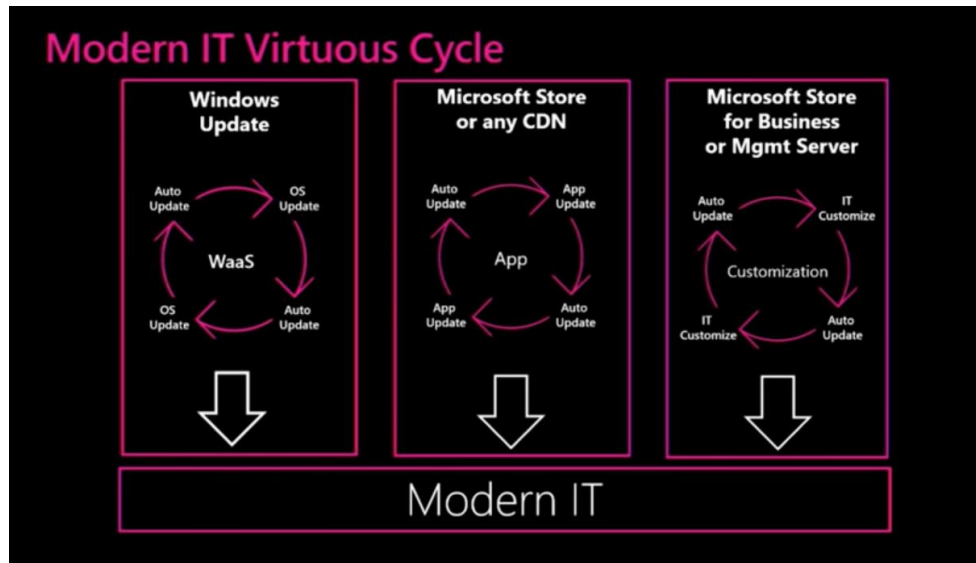 Modern IT Virtuous Cycle
Windows
Update
Auto
Update
OS
Update
WaaS
OS
Update
Auto
Update
Microsoft Store
or any CDN
Auto
Update
App
Update
App
App
Update
Auto
Update
Microsoft Store
for Business
or Mgmt Server
Auto
Update
IT
Customize
Customization
IT
Customize
Auto
Update
Modern IT